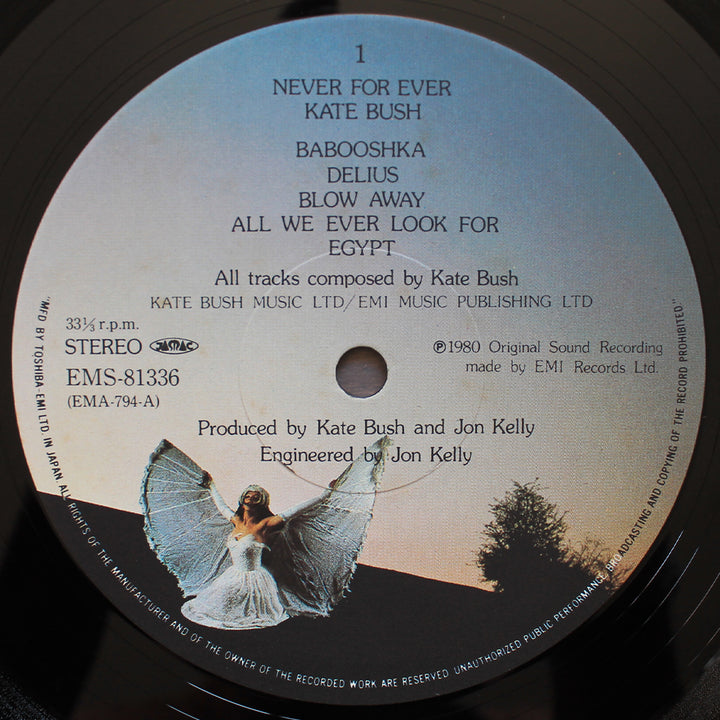 1
NEVER FOR EVER
KATE BUSH
BABOOSHKA
DELIUS
BLOW AWAY
ALL WE EVER LOOK FOR
EGYPT
All tracks composed by Kate Bush
KATE BUSH MUSIC LTD/EMI MUSIC PUBLISHING LTD
33⅓ r.p.m.
STEREO JASRAC
EMS-81336
(EMA-794-A)
℗1980 Original Sound Recording
made by EMI Records Ltd.
Produced by Kate Bush and Jon Kelly
Engineered by Jon Kelly
"MFD BY TOSHIBA-EMI LTD. IN JAPAN ALL RIGHTS OF THE MANUFACTURER AND OF THE OWNER OF THE RECORDED WORK ARE RESERVED UNAUTHORIZED PUBLIC PERFORMANCE BROADCASTING AND COPYING OF THE RECORD PROHIBITED."